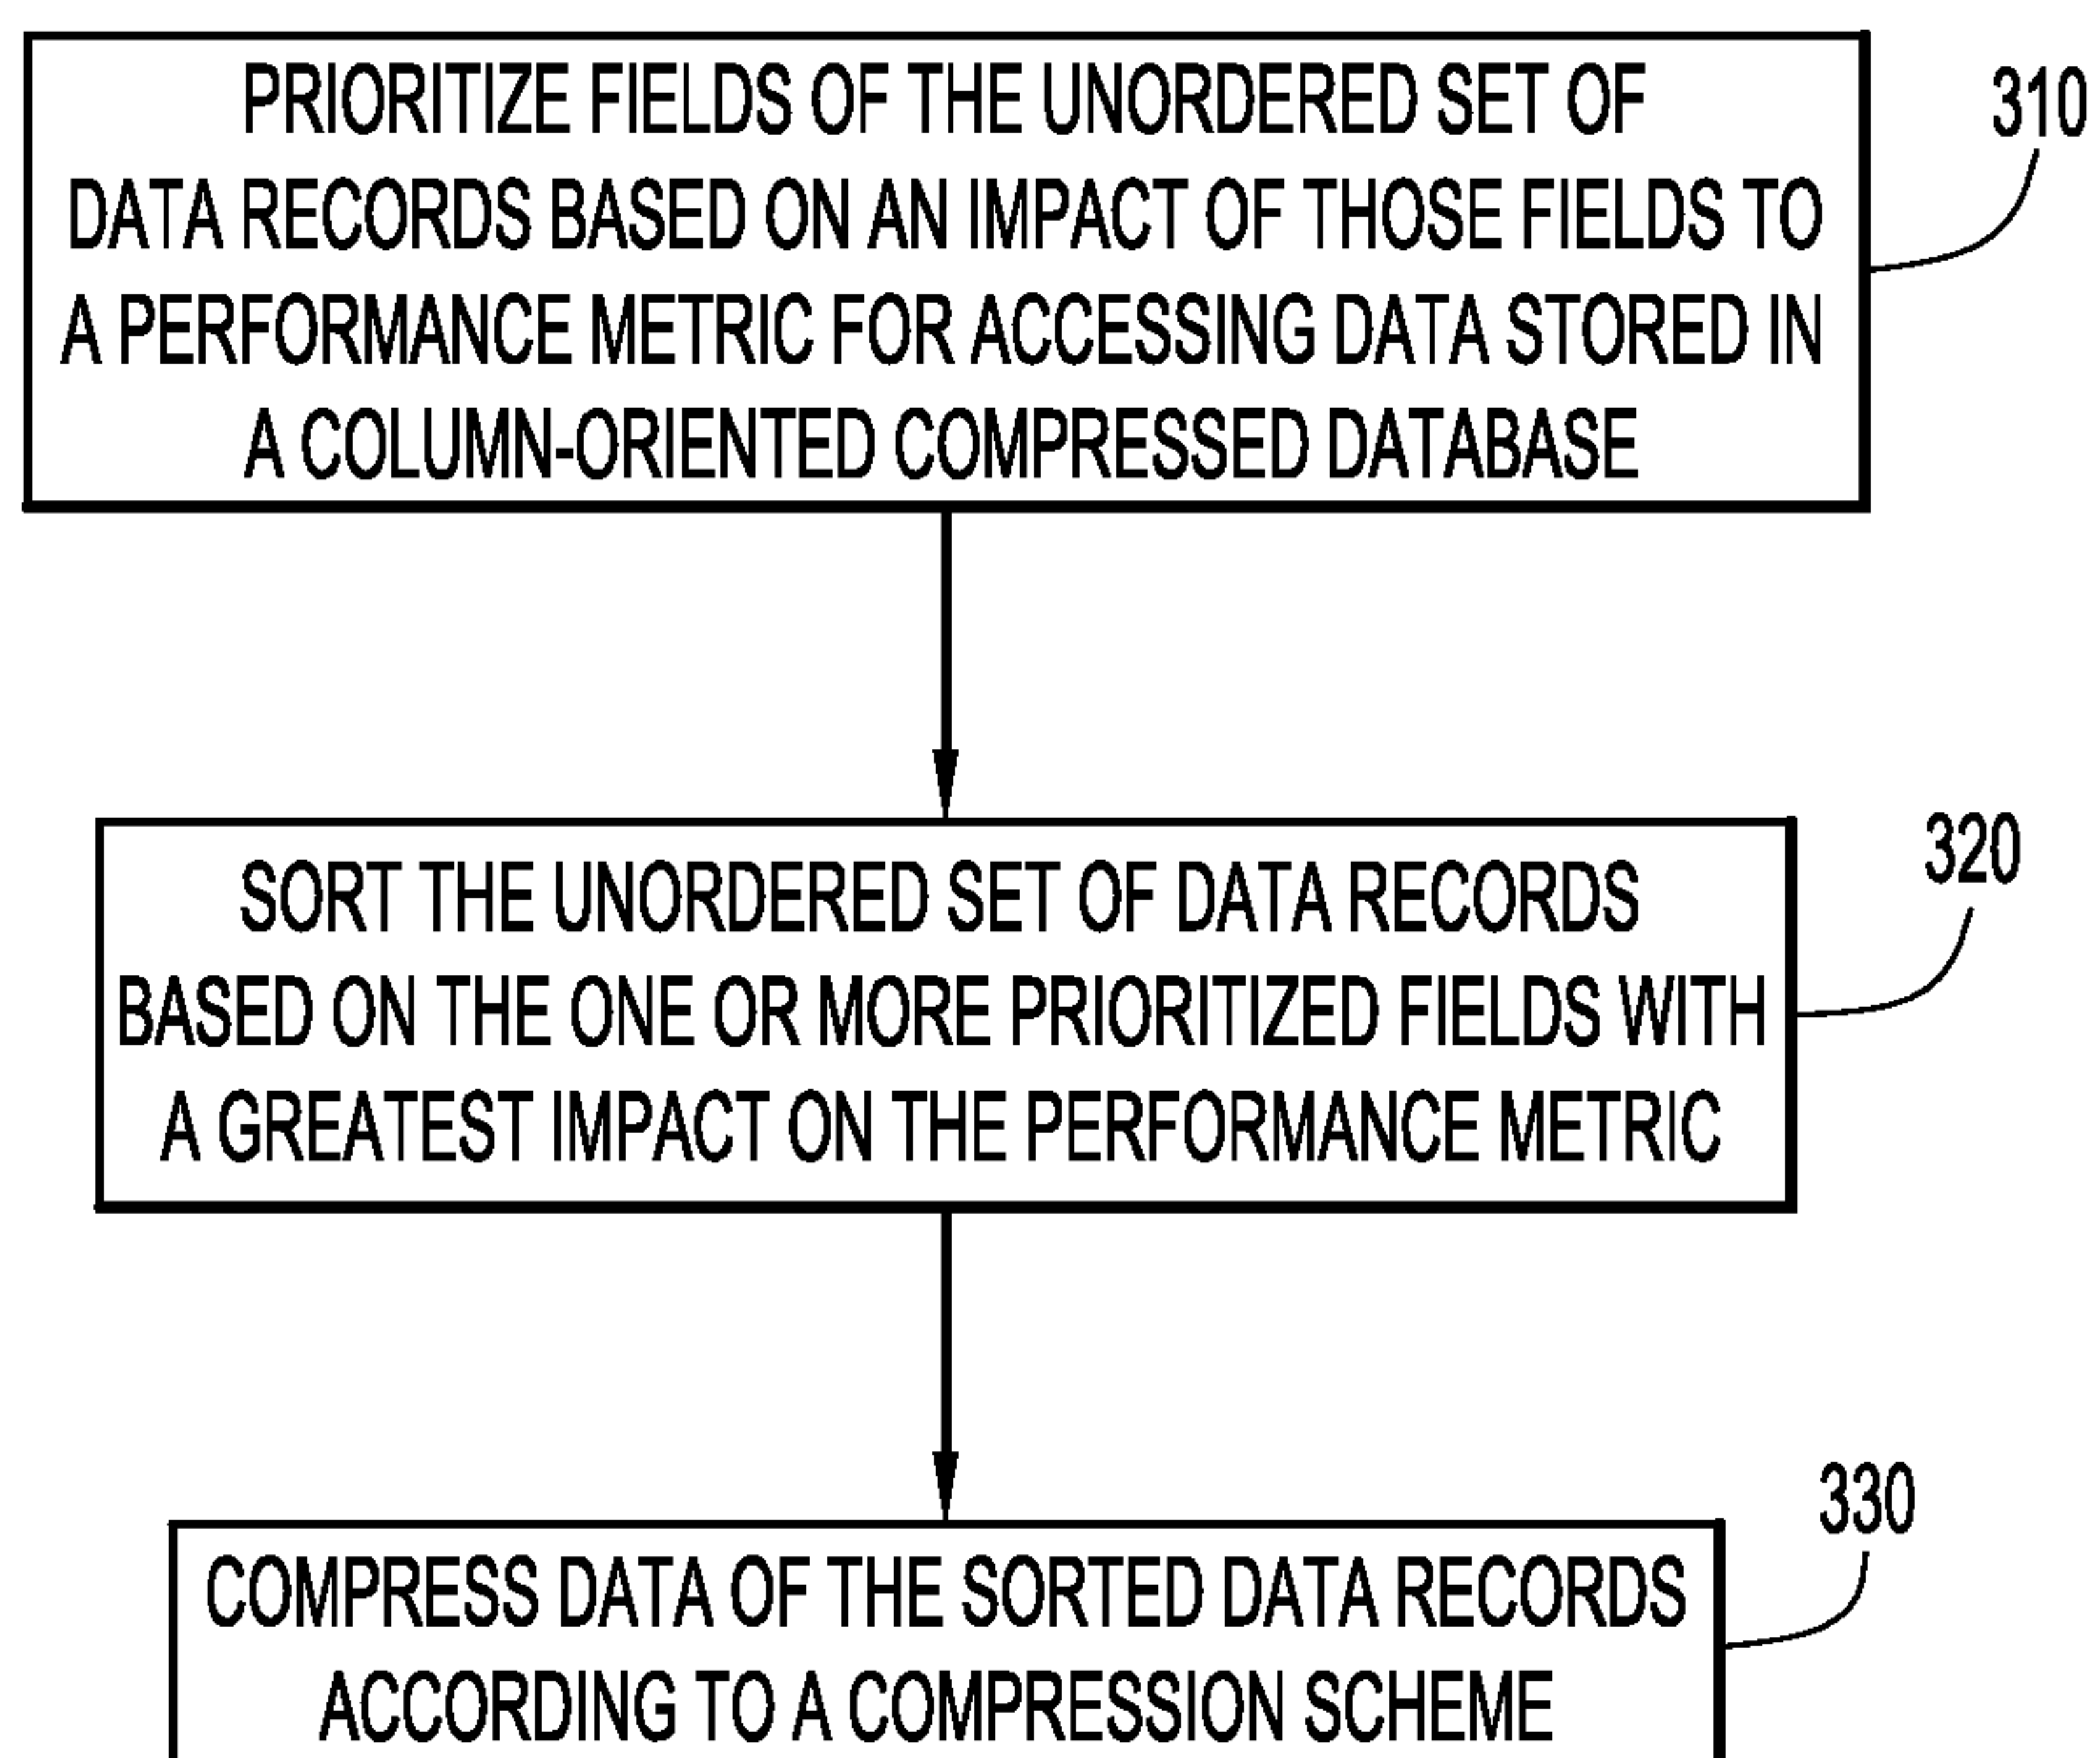 PRIORITIZE FIELDS OF THE UNORDERED SET OF
DATA RECORDS BASED ON AN IMPACT OF THOSE FIELDS TO
A PERFORMANCE METRIC FOR ACCESSING DATA STORED IN
A COLUMN-ORIENTED COMPRESSED DATABASE
310
SORT THE UNORDERED SET OF DATA RECORDS
BASED ON THE ONE OR MORE PRIORITIZED FIELDS WITH
A GREATEST IMPACT ON THE PERFORMANCE METRIC
320
COMPRESS DATA OF THE SORTED DATA RECORDS
ACCORDING TO A COMPRESSION SCHEME
330